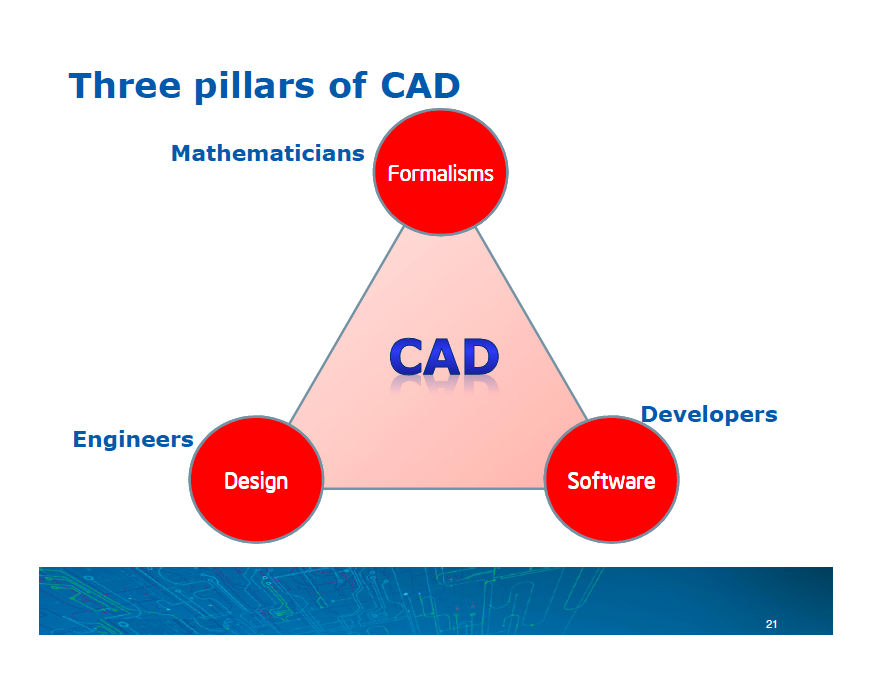 Three pillars of CAD
Mathematicians
Formalisms
CAD
Developers
Engineers
Design
Software
21